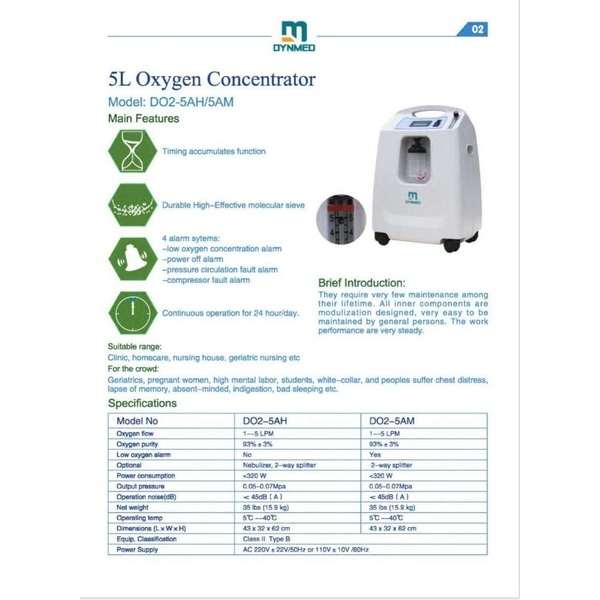 DYNMED
02
5L Oxygen Concentrator
Model: DO2-5AH/5AM
Main Features
Timing accumulates function
Durable High-Effective molecular sieve
4 alarm sytems:
-low oxygen concentration alarm
-power off alarm
-pressure circulation fault alarm
-compressor fault alarm
Continuous operation for 24 hour/day.
DYNMED
Brief Introduction:
They require very few maintenance among
their lifetime. All inner components are
modulization designed, very easy to be
maintained by general persons. The work
performance are very steady.
Suitable range:
Clinic, homecare, nursing house, geriatric nursing etc
For the crowd:
Geriatrics, pregnant women, high mental labor, students, white-collar, and peoples suffer chest distress,
lapse of memory, absent-minded, indigestion, bad sleeping etc.
Specifications
Model No DO2-5AH DO2-5AM
Oxygen flow 1—5 LPM 1—5 LPM
Oxygen purity 93% ± 3% 93% ± 3%
Low oxygen alarm No Yes
Optional Nebulizer, 2-way splitter 2-way splitter
Power consumption <320 W <320 W
Output pressure 0.05-0.07Mpa 0.05-0.07Mpa
Operation noise(dB) < 45dB ( A ) < 45dB ( A )
Net weight 35 lbs (15.9 kg) 35 lbs (15.9 kg)
Operating temp 5℃ —40℃ 5℃ —40℃
Dimensions (L × W × H) 43 x 32 x 62 cm 43 x 32 x 62 cm
Equip. Classification Class II Type B
Power Supply AC 220V ± 22V/50Hz or 110V ± 10V /60Hz